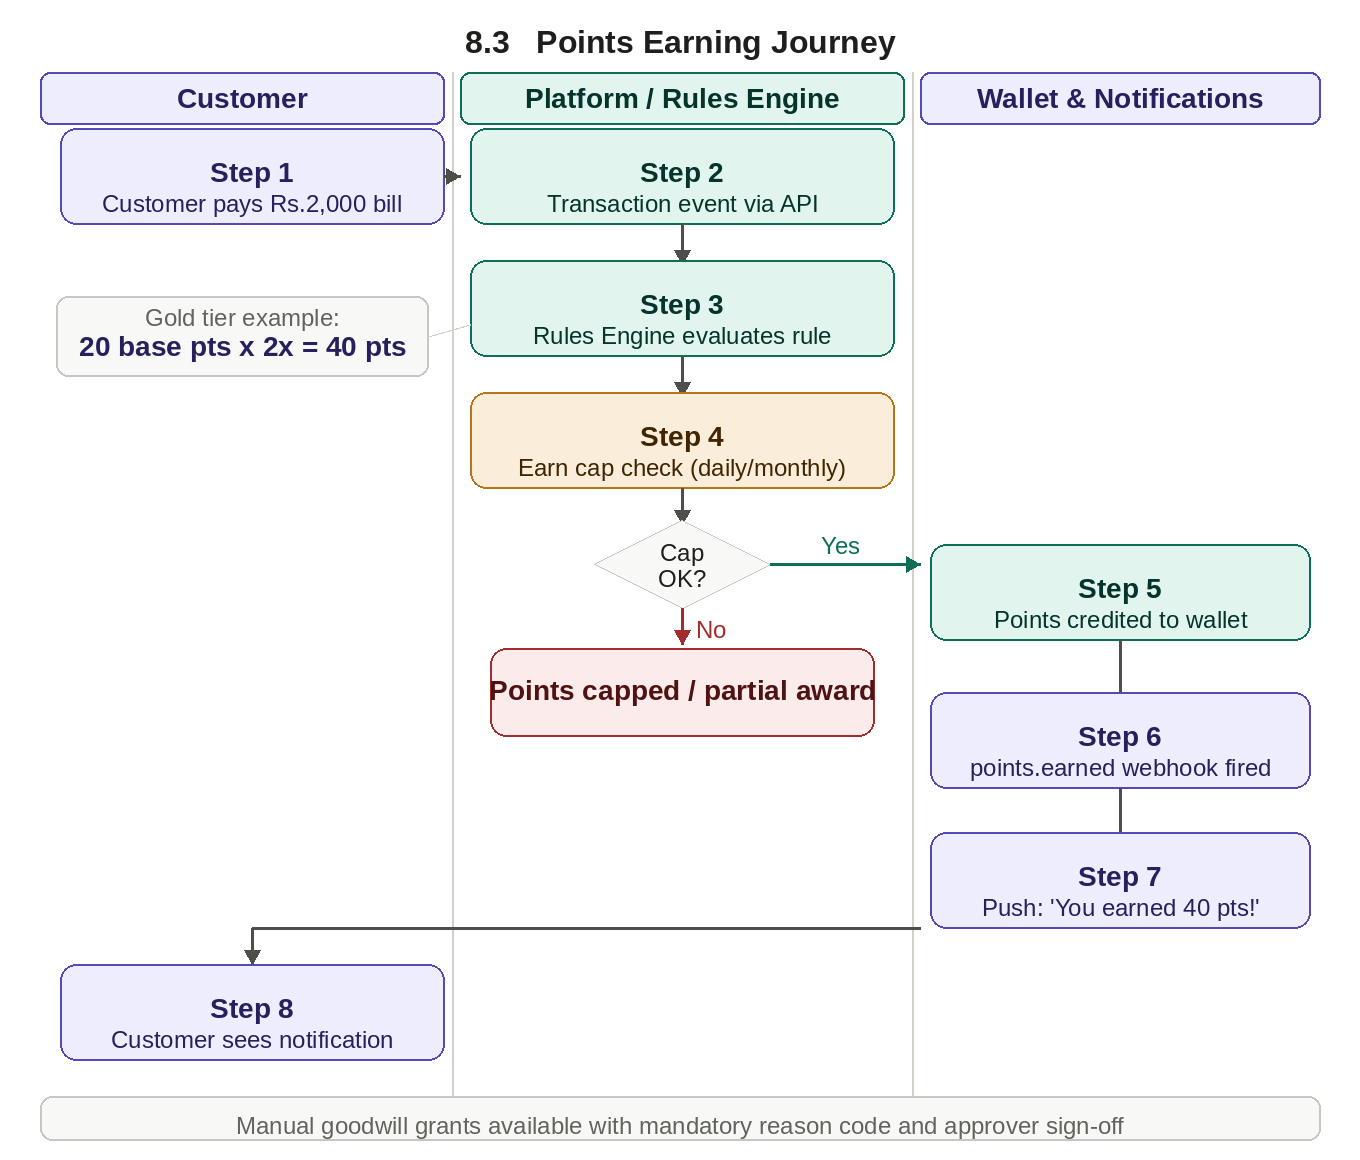 8.3   Points Earning Journey
Customer
Platform / Rules Engine
Wallet & Notifications
Step 1
Customer pays Rs.2,000 bill
Step 2
Transaction event via API
Step 3
Rules Engine evaluates rule
Gold tier example:
20 base pts x 2x = 40 pts
Step 4
Earn cap check (daily/monthly)
Cap
OK?
Yes
No
Points capped / partial award
Step 5
Points credited to wallet
Step 6
points.earned webhook fired
Step 7
Push: 'You earned 40 pts!'
Step 8
Customer sees notification
Manual goodwill grants available with mandatory reason code and approver sign-off